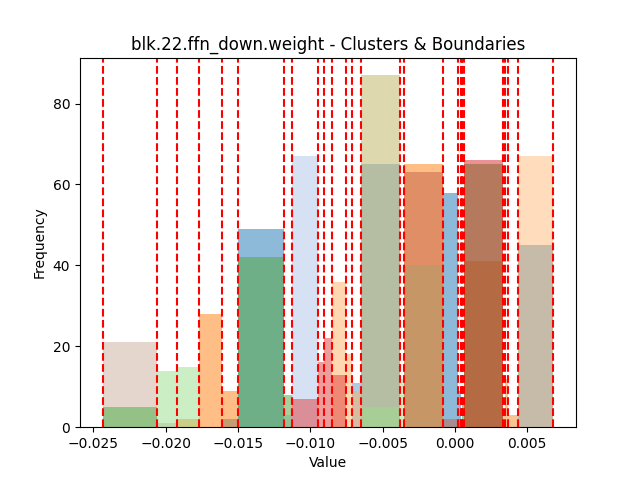 blk.22.ffn_down.weight - Clusters & Boundaries
Frequency
80
60
40
20
0
−0.025 −0.020 −0.015 −0.010 −0.005 0.000 0.005
Value